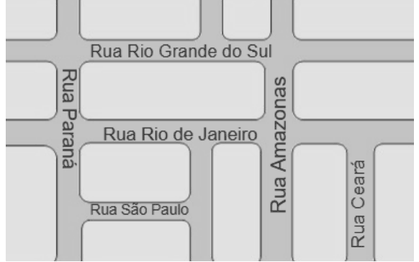 Rua Rio Grande do Sul
Rua Paraná
Rua Amazonas
Rua Rio de Janeiro
Rua São Paulo
Rua Ceará